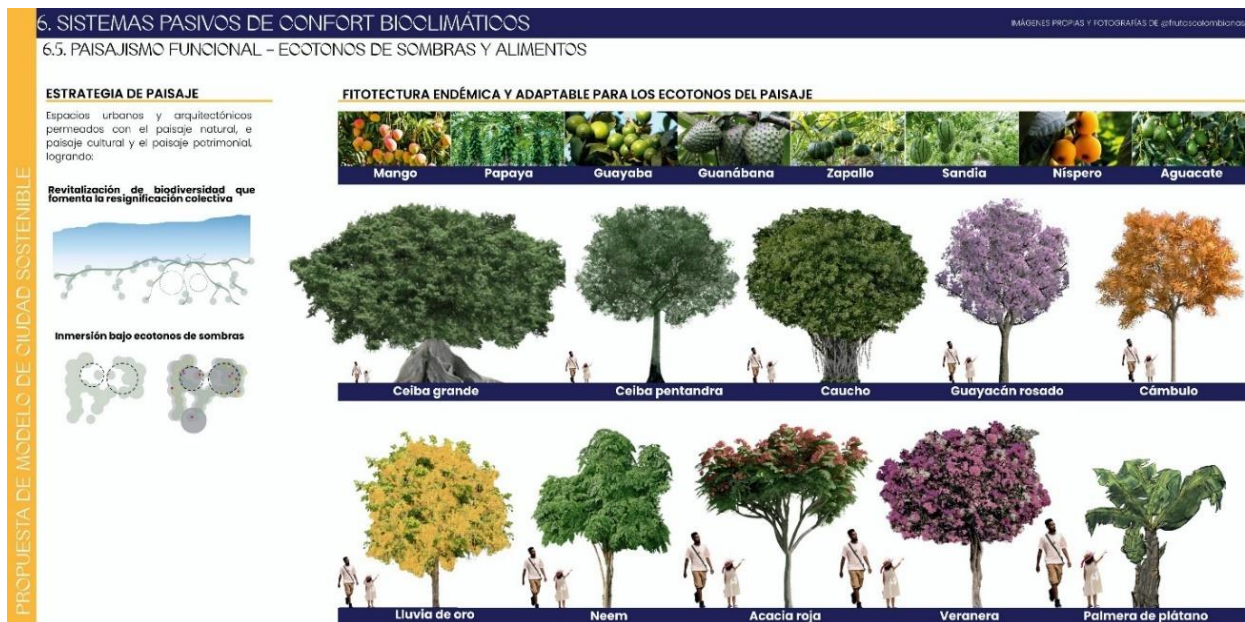 6. SISTEMAS PASIVOS DE CONFORT BIOCLIMÁTICOS
IMÁGENES PROPIAS Y FOTOGRAFÍAS DE @frutoscolombianos
6.5. PAISAJISMO FUNCIONAL – ECOTONOS DE SOMBRAS Y ALIMENTOS
PROPUESTA DE MODELO DE CIUDAD SOSTENIBLE
ESTRATEGIA DE PAISAJE
Espacios urbanos y arquitectónicos
permeados con el paisaje natural, e
paisaje cultural y el paisaje patrimonial,
logrando:
Revitalización de biodiversidad que
fomenta la resignificación colectiva
Inmersión bajo ecotonos de sombras
FITOTECTURA ENDÉMICA Y ADAPTABLE PARA LOS ECOTONOS DEL PAISAJE
Mango Papaya Guayaba Guanábana Zapallo Sandia Níspero Aguacate
Ceiba grande Ceiba pentandra Caucho Guayacán rosado Cámbulo
Lluvia de oro Neem Acacia roja Veranera Palmera de plátano